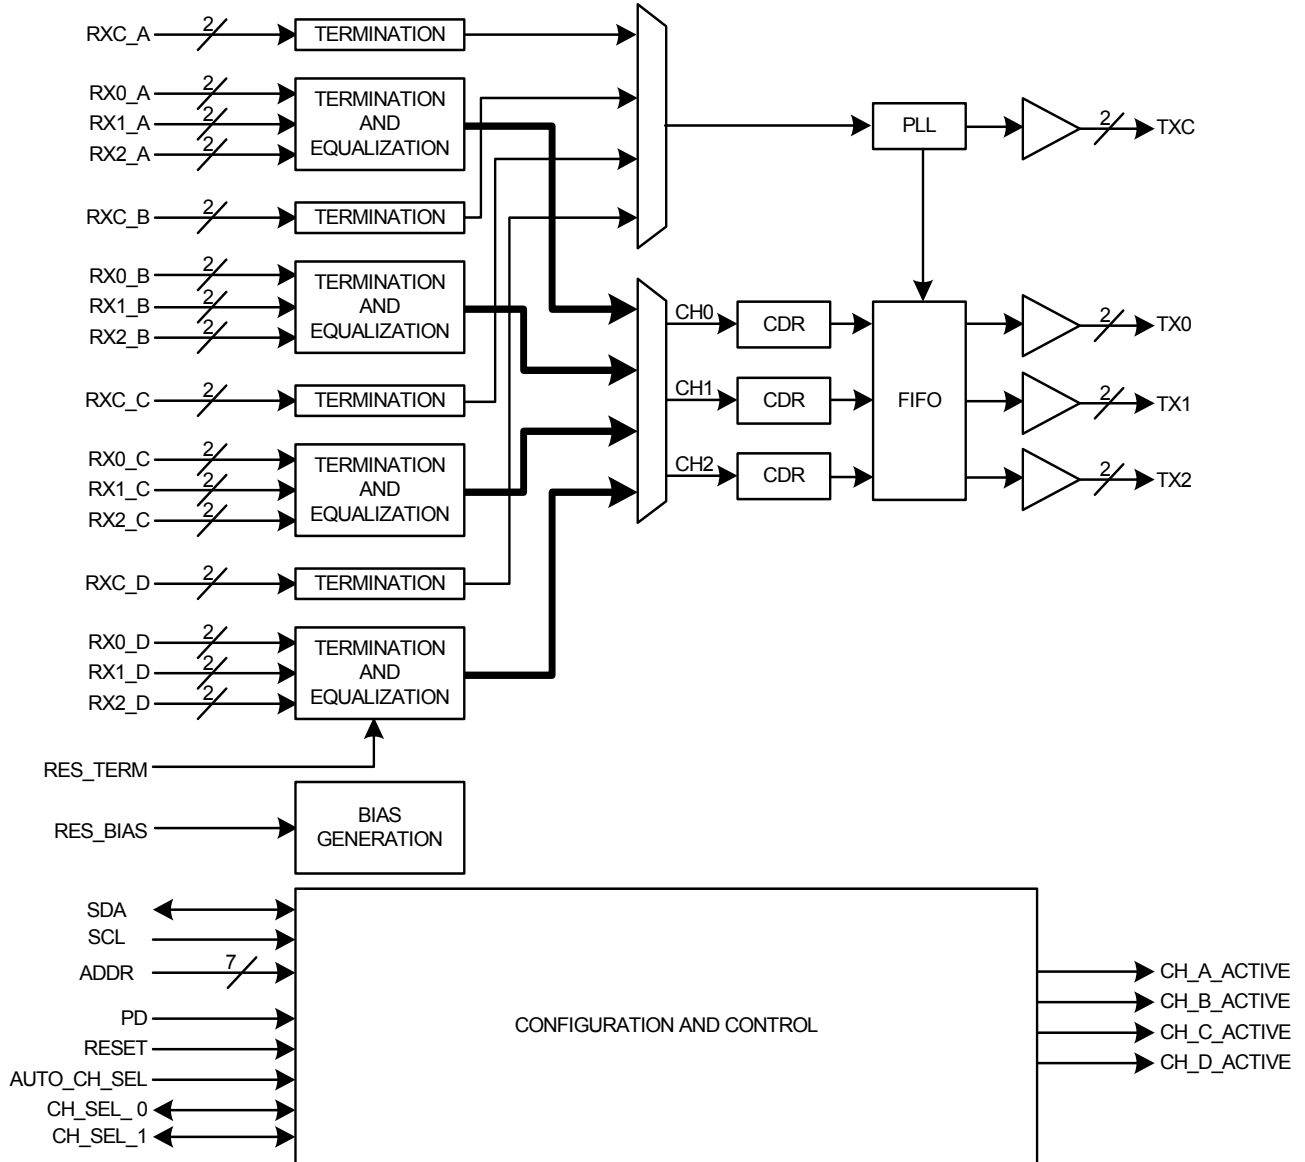 RXC_A 2 TERMINATION
RX0_A 2
RX1_A 2
RX2_A 2
TERMINATION
AND
EQUALIZATION
PLL
2 TXC
RXC_B 2 TERMINATION
RX0_B 2
RX1_B 2
RX2_B 2
TERMINATION
AND
EQUALIZATION
CH0 CDR
CH1 CDR
CH2 CDR
FIFO
2 TX0
2 TX1
2 TX2
RXC_C 2 TERMINATION
RX0_C 2
RX1_C 2
RX2_C 2
TERMINATION
AND
EQUALIZATION
RXC_D 2 TERMINATION
RX0_D 2
RX1_D 2
RX2_D 2
TERMINATION
AND
EQUALIZATION
RES_TERM
RES_BIAS
BIAS
GENERATION
SDA
SCL
ADDR 7
PD
RESET
AUTO_CH_SEL
CH_SEL_ 0
CH_SEL_1
CONFIGURATION AND CONTROL
CH_A_ACTIVE
CH_B_ACTIVE
CH_C_ACTIVE
CH_D_ACTIVE